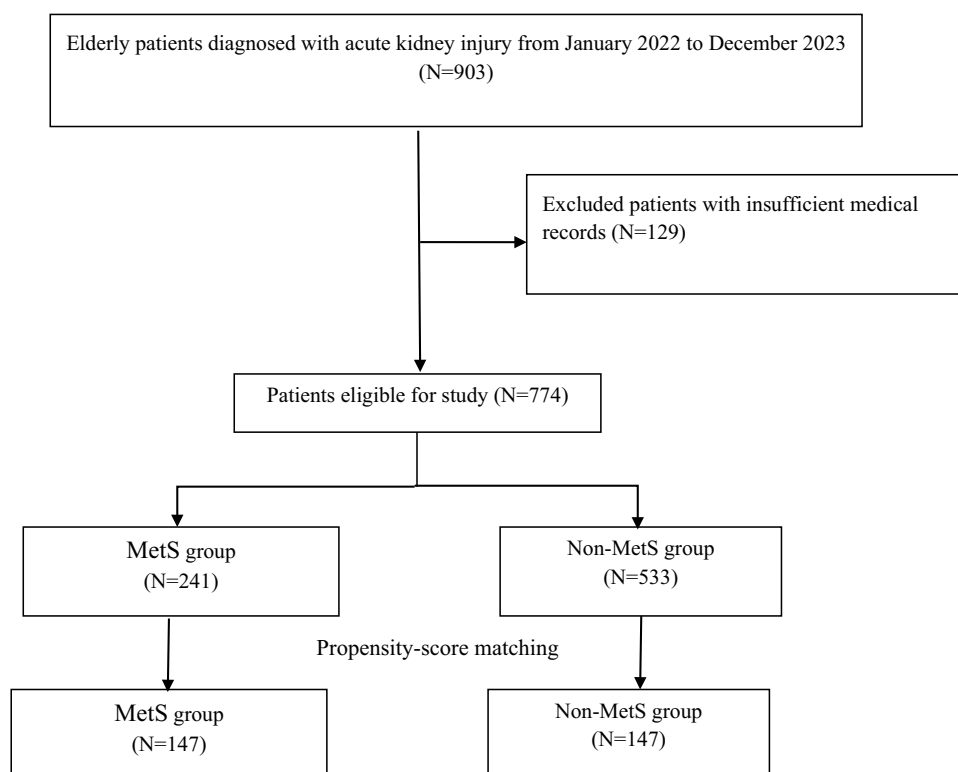 Elderly patients diagnosed with acute kidney injury from January 2022 to December 2023
(N=903)
Excluded patients with insufficient medical
records (N=129)
Patients eligible for study (N=774)
MetS group
(N=241)
Non-MetS group
(N=533)
Propensity-score matching
MetS group
(N=147)
Non-MetS group
(N=147)